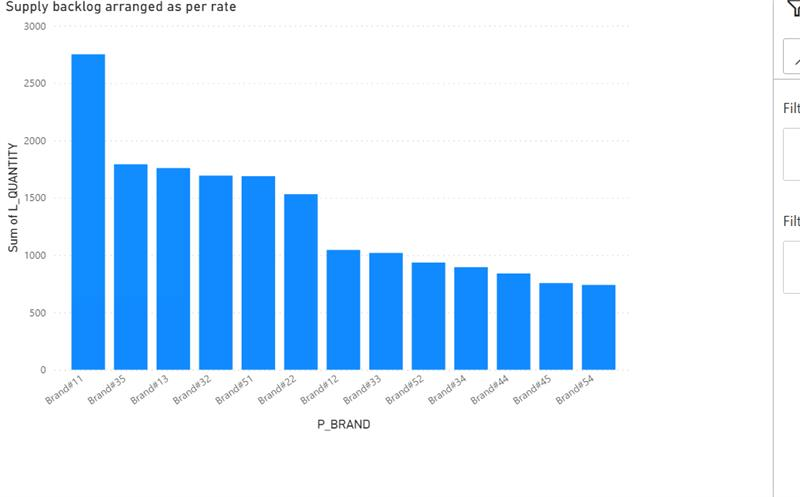 Supply backlog arranged as per rate
3000
2500
2000
1500
1000
500
0
Sum of L_QUANTITY
Brand#11
Brand#35
Brand#13
Brand#32
Brand#51
Brand#22
Brand#12
Brand#33
Brand#52
Brand#34
Brand#44
Brand#45
Brand#54
P_BRAND
Filt
Filt